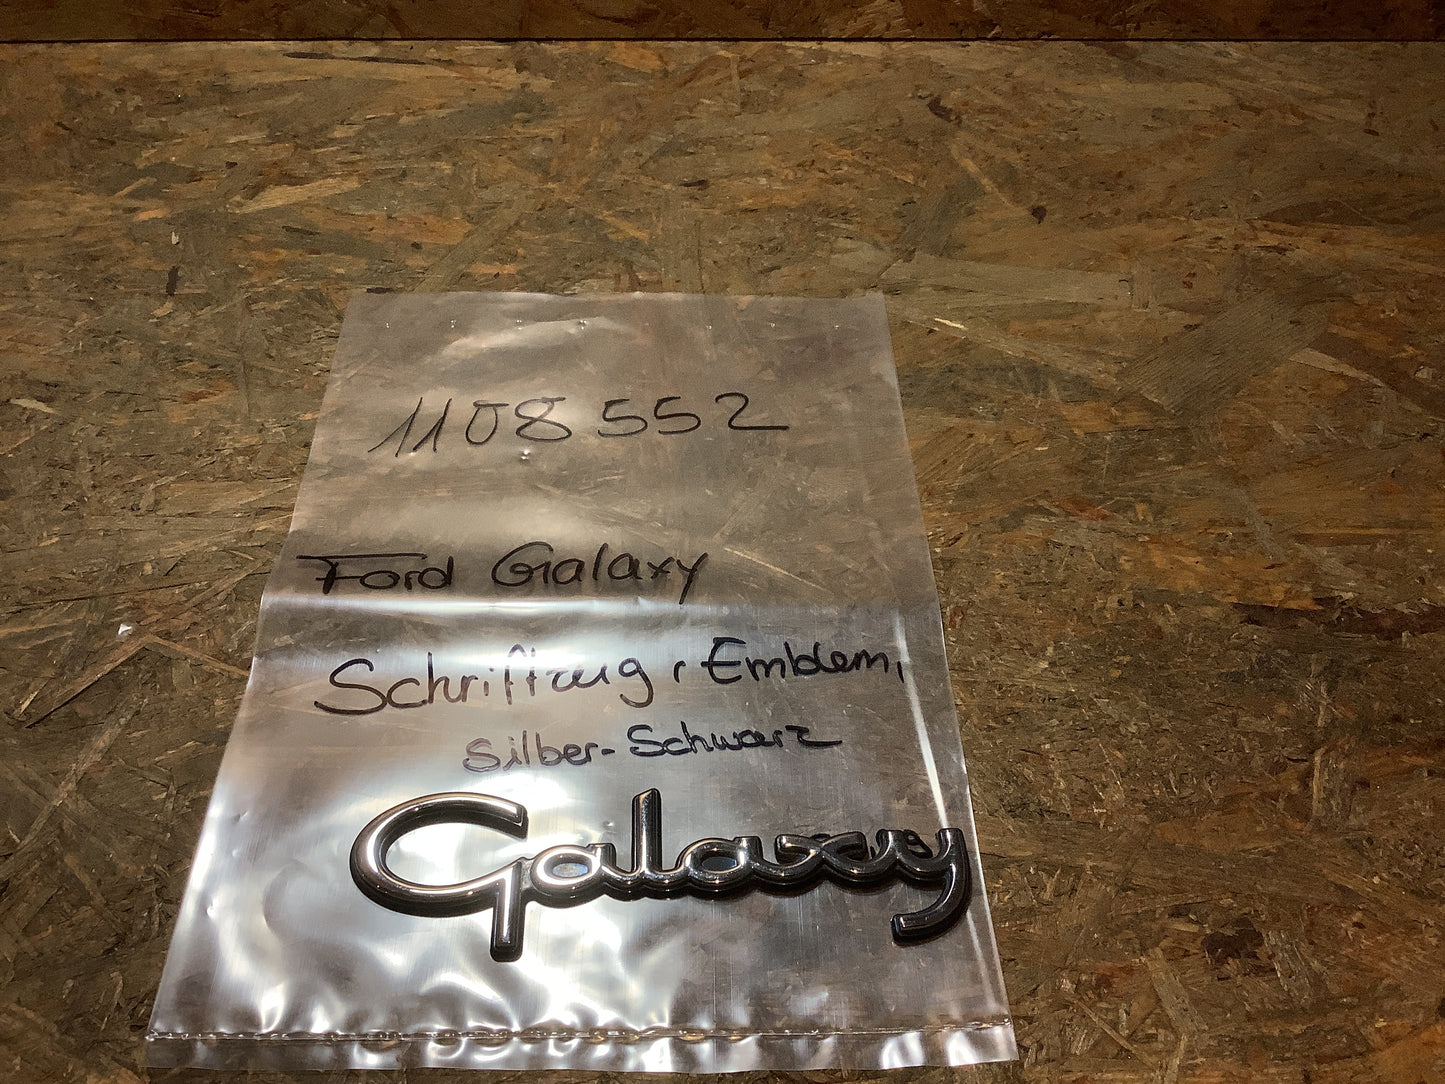 1108552
Ford Galaxy
Schriftzug, Emblem,
Silber-Schwarz
Galaxy